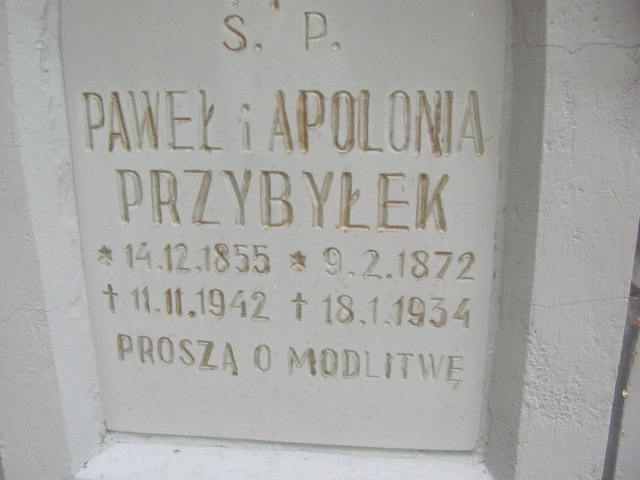 Ś. P.
PAWEŁ i APOLONIA
PRZYBYŁEK
* 14.12.1855 * 9.2.1872
† 11.11.1942 † 18.1.1934
PROSZĄ O MODLITWĘ